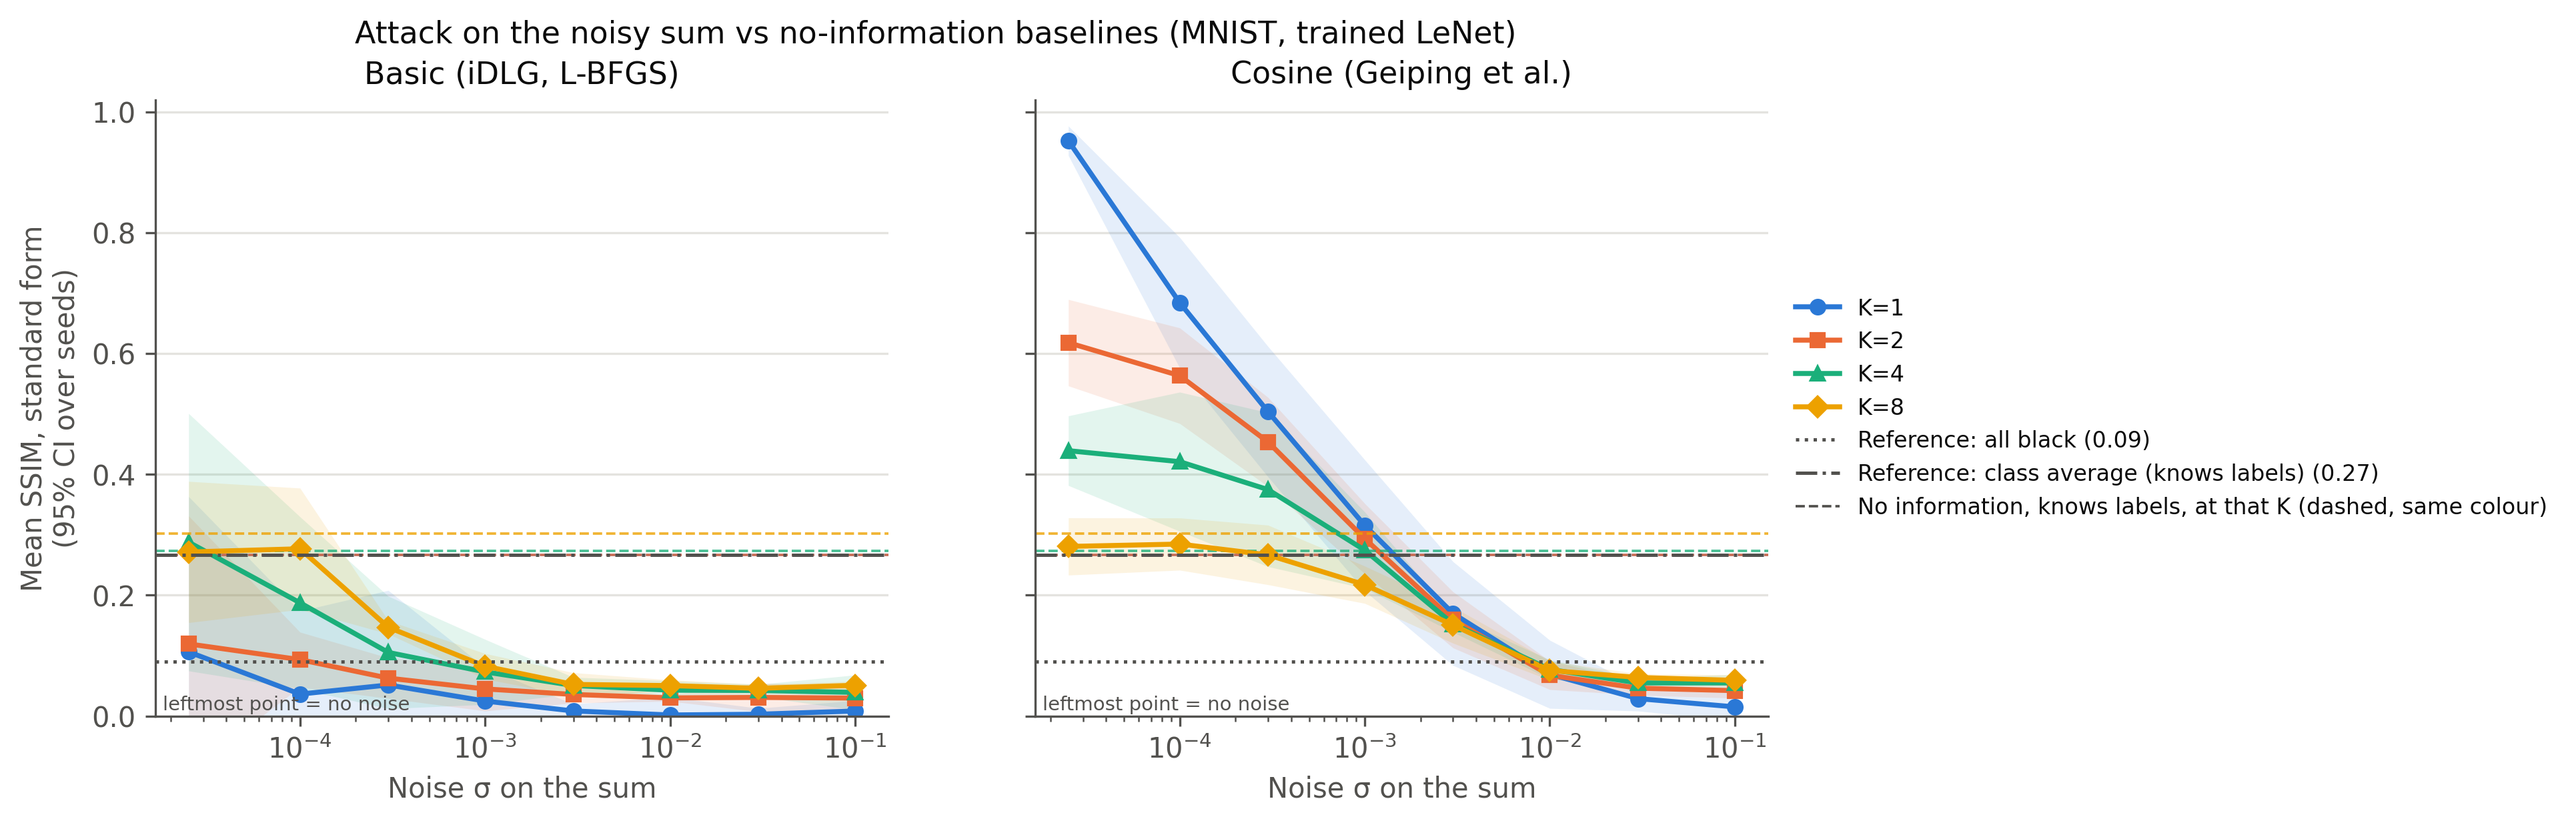 Attack on the noisy sum vs no-information baselines (MNIST, trained LeNet)
Basic (iDLG, L-BFGS)
Mean SSIM, standard form
(95% CI over seeds)
1.0
0.8
0.6
0.4
0.2
0.0
leftmost point = no noise
10⁻⁴
10⁻³
10⁻²
10⁻¹
Noise σ on the sum
Cosine (Geiping et al.)
leftmost point = no noise
10⁻⁴
10⁻³
10⁻²
10⁻¹
Noise σ on the sum
K=1
K=2
K=4
K=8
Reference: all black (0.09)
Reference: class average (knows labels) (0.27)
No information, knows labels, at that K (dashed, same colour)